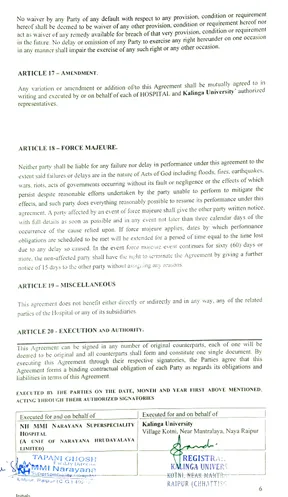 No waiver by any Party of any default with respect to any provision, condition or requirement
hereof shall be deemed to be waiver of any other provision, condition or requirement hereof nor
act as waiver of any remedy available for breach of that very provision, condition or requirement
in the future. No delay or omission of any Party to exercise any right hereunder on one occasion
in any manner shall impair the exercise of any such right on any other occasion.
ARTICLE 17 – AMENDMENT.
Any variation or amendment or addition of/to this Agreement shall be mutually agreed to in
writing and executed by or on behalf of each of HOSPITAL and Kalinga University authorized
representatives.
ARTICLE 18 – FORCE MAJEURE.
Neither party shall be liable for any failure nor delay in performance under this agreement to the
extent said failures or delays are in the nature of Acts of God including floods, fires, earthquakes,
wars, riots, acts of governments occurring without its fault or negligence or the effects of which
persist despite reasonable efforts undertaken by the party unable to perform to mitigate the
effects, and such party does everything reasonably possible to resume its performance under this
agreement. A party affected by an event of force majeure shall give the other party written notice
with full details as soon as possible and in any event not later than three calendar days of
occurrence of the cause relied upon. If force majeure applies, dates by which performance
obligations are scheduled to be met will be extended for a period of time equal to the time lost
due to any delay so caused. In the event force majeure event continues for sixty (60) days or
more, the non-affected party shall have the right to terminate the Agreement by giving a further
notice of 15 days to the other party without assigning any reasons.
ARTICLE 19 – MISCELLANEOUS
This agreement does not benefit either directly or indirectly and in any way, any of the related
parties of the Hospital or any of its subsidiaries.
ARTICLE 20 - EXECUTION AND AUTHORITY.
This Agreement can be signed in any number of original counterparts, each of one will be
deemed to be original and all counterparts shall form and constitute one single document. By
executing this Agreement through their respective signatories, the Parties agree that this
Agreement forms a binding contractual obligation of each Party as regards its obligations and
liabilities in terms of this Agreement
EXECUTED BY THE PARTIES ON THE DATE, MONTH AND YEAR FIRST ABOVE MENTIONED,
ACTING THROUGH THEIR AUTHORIZED SIGNATORIES
Executed for and on behalf of
NH MMI NARAYANA SUPERSPECIALITY
HOSPITAL
(A UNIT OF NARAYANA HRUDAYALAYA
LIMITED)
Executed for and on behalf of
Kalinga University
Village Kotni, Near Mantralaya, Naya Raipur
TAPANI GHOSH
MMI Narayana
REGISTRAR
KALINGA UNIVERS
KOTNI, NEAR MANTR
RAIPUR (CHHATTIS
6
Initials